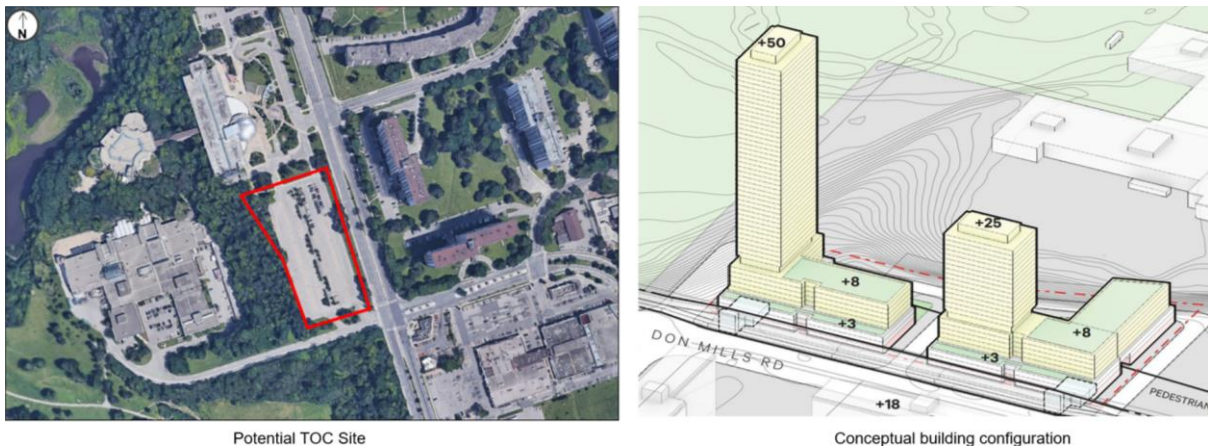 N
+50
+25
+8
+3
+8
+3
DON MILLS RD
+18
PEDESTRIAN
Potential TOC Site
Conceptual building configuration